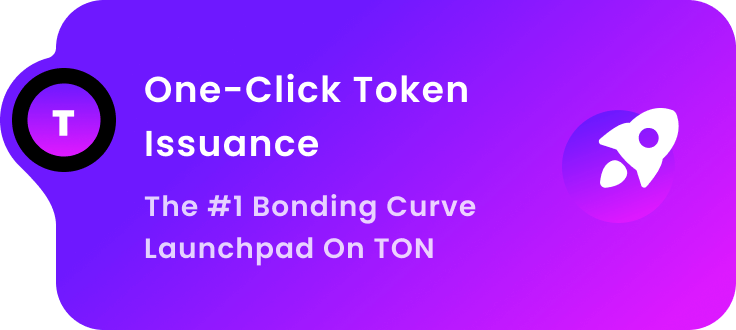 T
One-Click Token
Issuance
The #1 Bonding Curve
Launchpad On TON